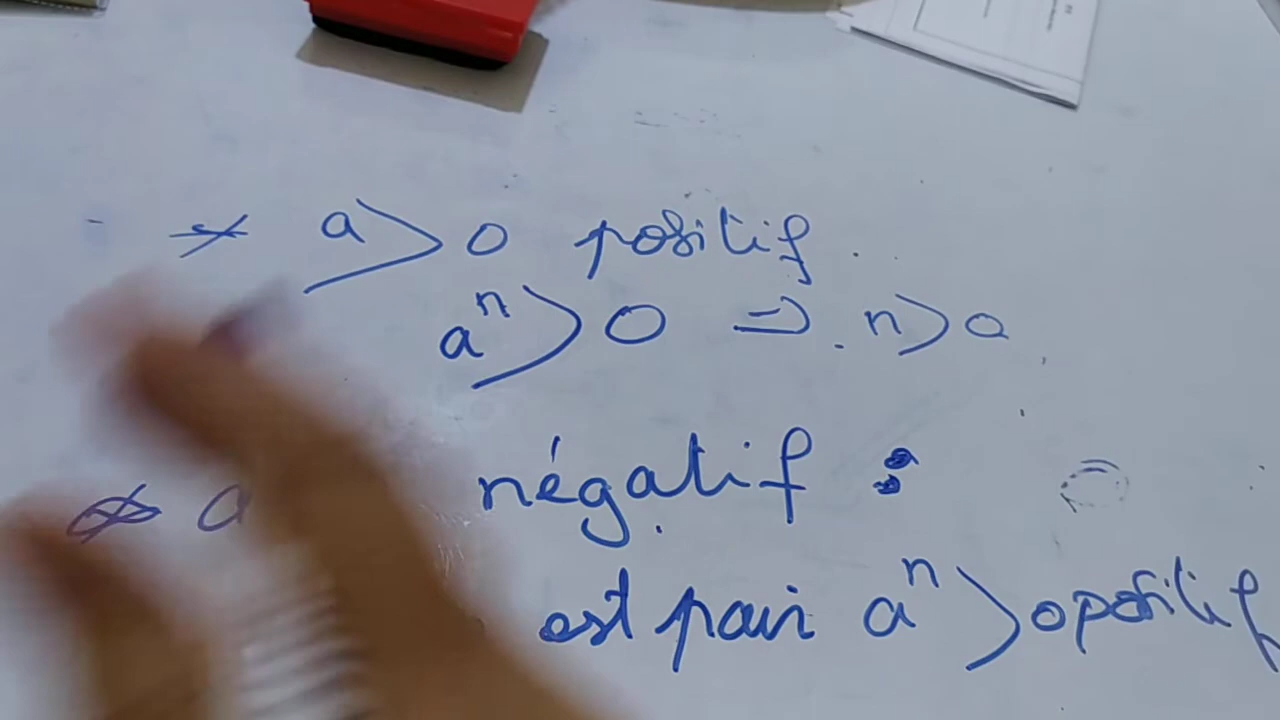 * a > 0 positif.
aⁿ > 0 => n > 0
* a négatif :
est pair aⁿ > 0 positif